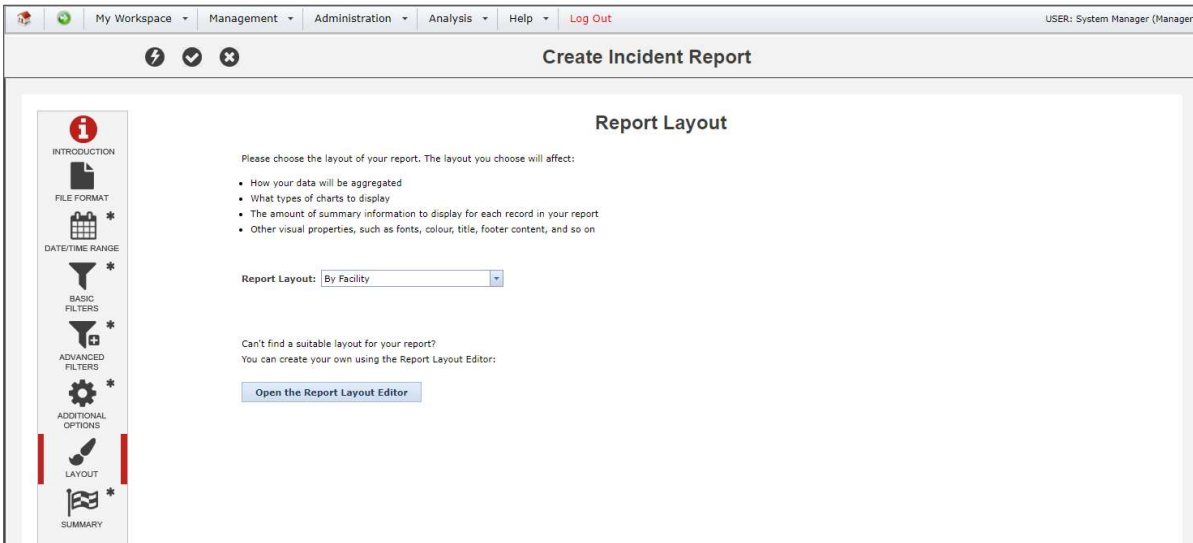 My Workspace Management Administration Analysis Help Log Out USER: System Manager (Manager
Create Incident Report
INTRODUCTION
FILE FORMAT
DATE/TIME RANGE
BASIC
FILTERS
ADVANCED
FILTERS
ADDITIONAL
OPTIONS
LAYOUT
SUMMARY
Report Layout
Please choose the layout of your report. The layout you choose will affect:
• How your data will be aggregated
• What types of charts to display
• The amount of summary information to display for each record in your report
• Other visual properties, such as fonts, colour, title, footer content, and so on
Report Layout: By Facility
Can't find a suitable layout for your report?
You can create your own using the Report Layout Editor:
Open the Report Layout Editor